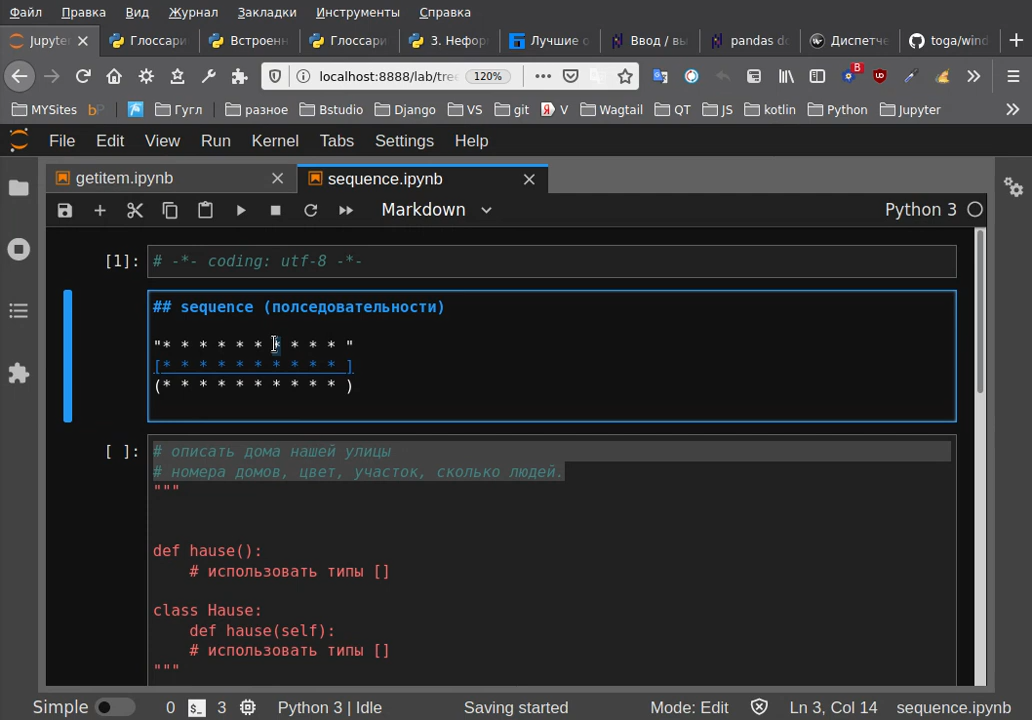 Файл Правка Вид Журнал Закладки Инструменты Справка
Jupyte Глоссари Встроенн Глоссари 3. Нефор Лучшие о Ввод / вы pandas do Диспетче toga/wind
localhost:8888/lab/tre 120%
MYSites bP Гугл разное Bstudio Django VS git V Wagtail QT JS kotlin Python Jupyter
File Edit View Run Kernel Tabs Settings Help
getitem.ipynb sequence.ipynb
Markdown Python 3
[1]: # -*- coding: utf-8 -*-
## sequence (полседовательности)
"* * * * * * * * * * "
[* * * * * * * * * * ]
(* * * * * * * * * * )
[ ]: # описать дома нашей улицы
# номера домов, цвет, участок, сколько людей.
"""
def hause():
# использовать типы []
class Hause:
def hause(self):
# использовать типы []
"""
Simple 0 $_ 3 Python 3 | Idle Saving started Mode: Edit Ln 3, Col 14 sequence.ipynb